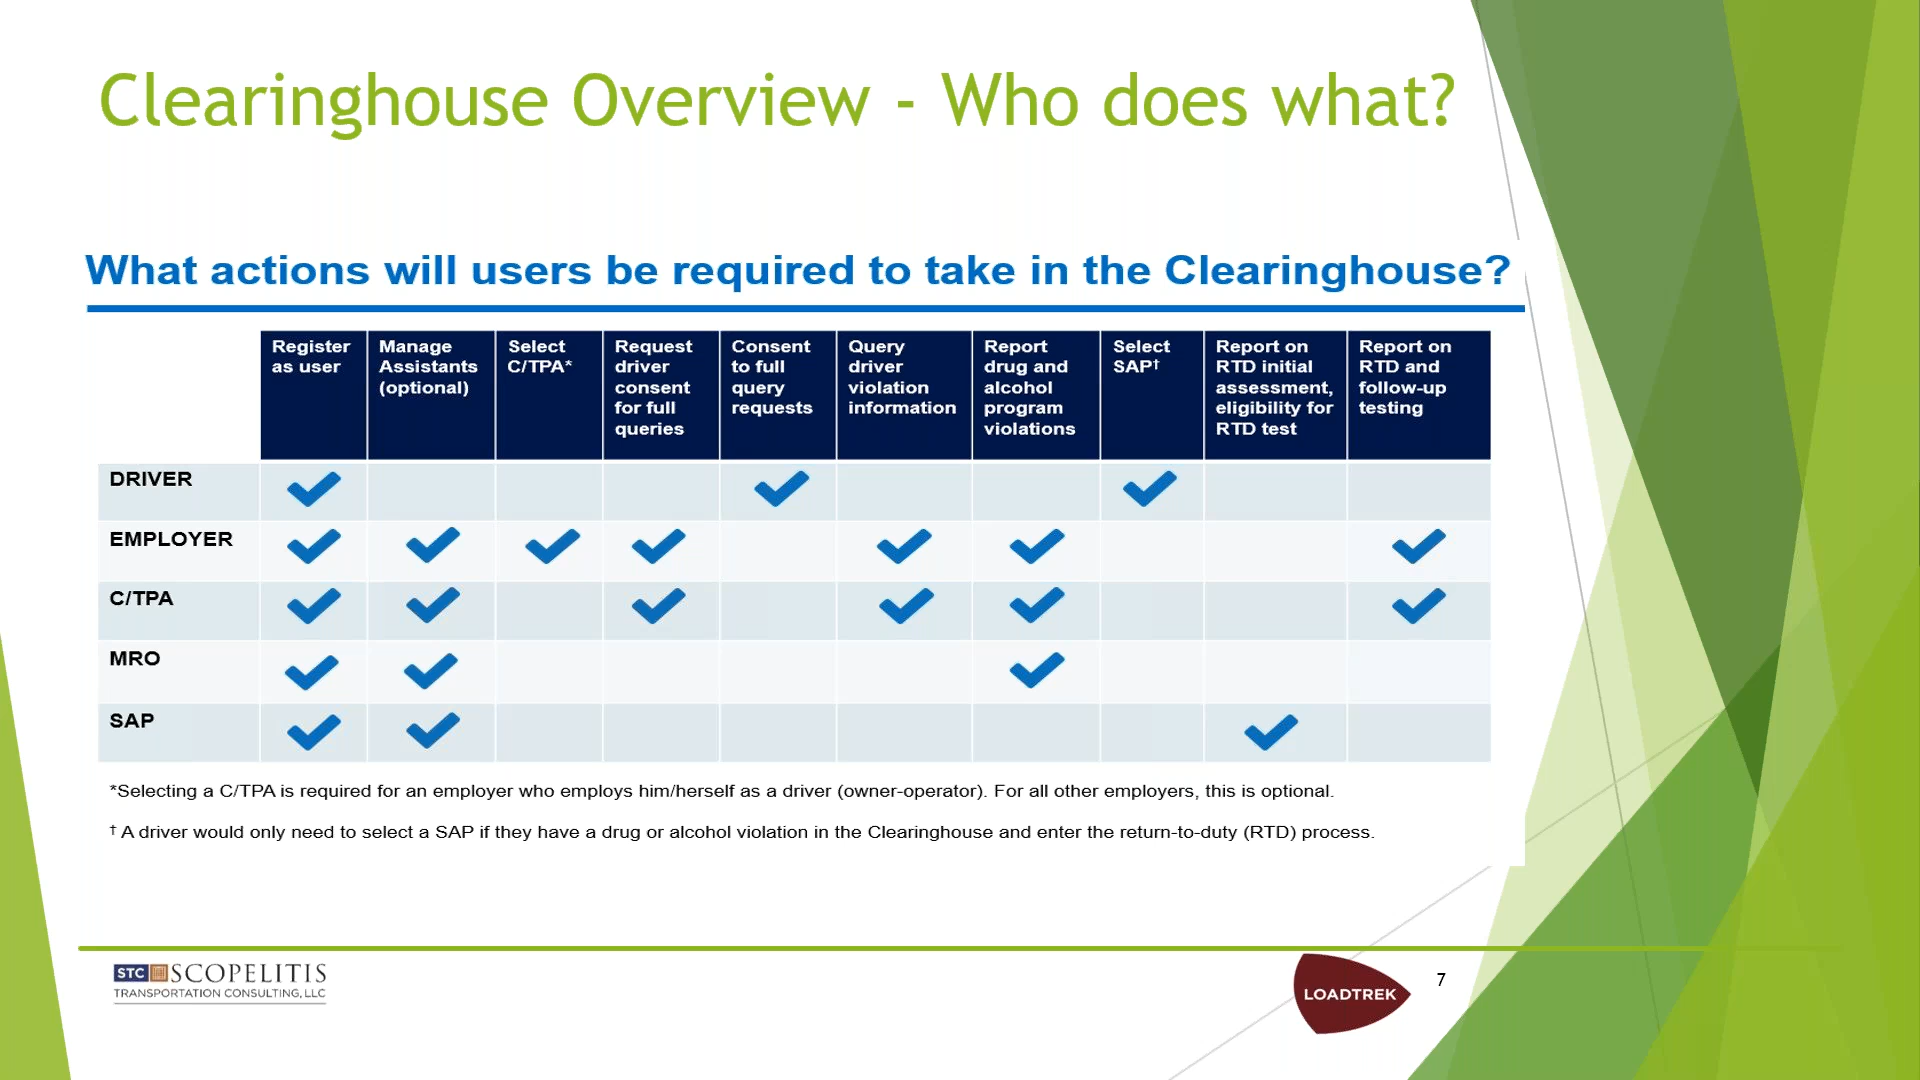 Clearinghouse Overview - Who does what?
What actions will users be required to take in the Clearinghouse?
Register
as user
Manage
Assistants
(optional)
Select
C/TPA*
Request
driver
consent
for full
queries
Consent
to full
query
requests
Query
driver
violation
information
Report
drug and
alcohol
program
violations
Select
SAP†
Report on
RTD initial
assessment,
eligibility for
RTD test
Report on
RTD and
follow-up
testing
DRIVER
EMPLOYER
C/TPA
MRO
SAP
*Selecting a C/TPA is required for an employer who employs him/herself as a driver (owner-operator). For all other employers, this is optional.
† A driver would only need to select a SAP if they have a drug or alcohol violation in the Clearinghouse and enter the return-to-duty (RTD) process.
STC SCOPELITIS
TRANSPORTATION CONSULTING, LLC
LOADTREK
7